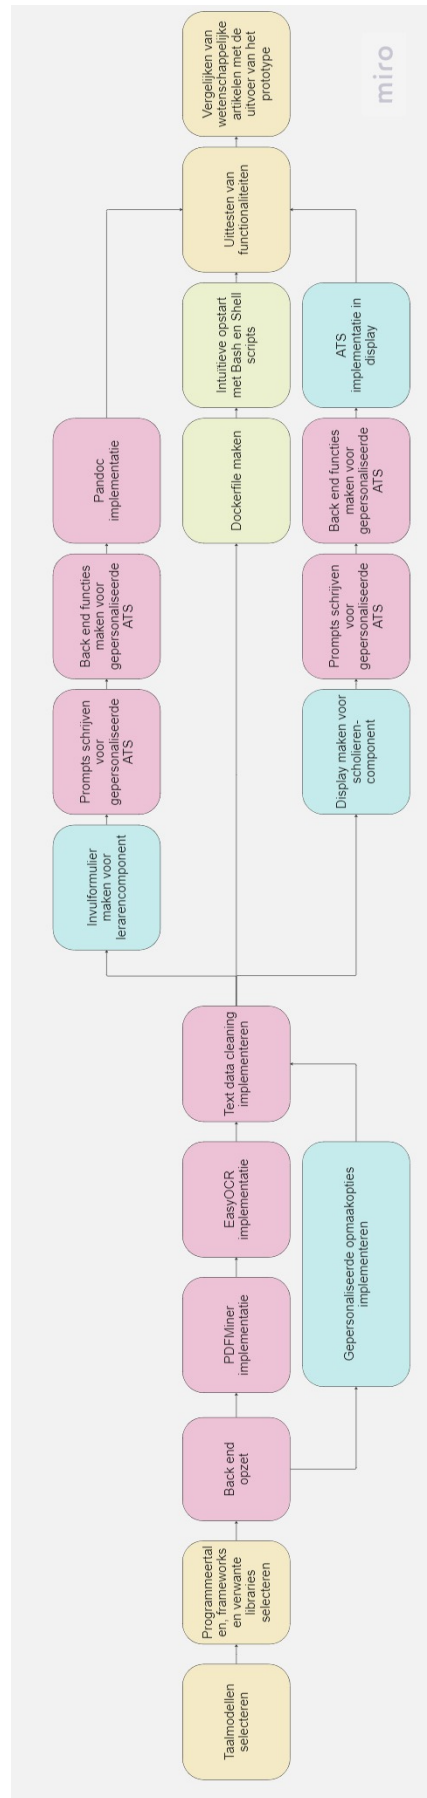 Taalmodellen
selecteren
Programmeertal
en, frameworks
en verwante
libraries
selecteren
Back end
opzet
PDFMiner
implementatie
EasyOCR
implementatie
Gepersonaliseerde opmaakopties
implementeren
Text data cleaning
implementeren
Invulformulier
maken voor
lerarencomponent
Prompts schrijven
voor
gepersonaliseerde
ATS
Back end functies
maken voor
gepersonaliseerde
ATS
Pandoc
implementatie
Dockerfile maken
Intuïtieve opstart
met Bash en Shell
scripts
Display maken voor
scholieren-
component
Prompts schrijven
voor
gepersonaliseerde
ATS
Back end functies
maken voor
gepersonaliseerde
ATS
ATS
implementatie in
display
Uittesten van
functionaliteiten
Vergelijken van
wetenschappelijke
artikelen met de
uitvoer van het
prototype
miro